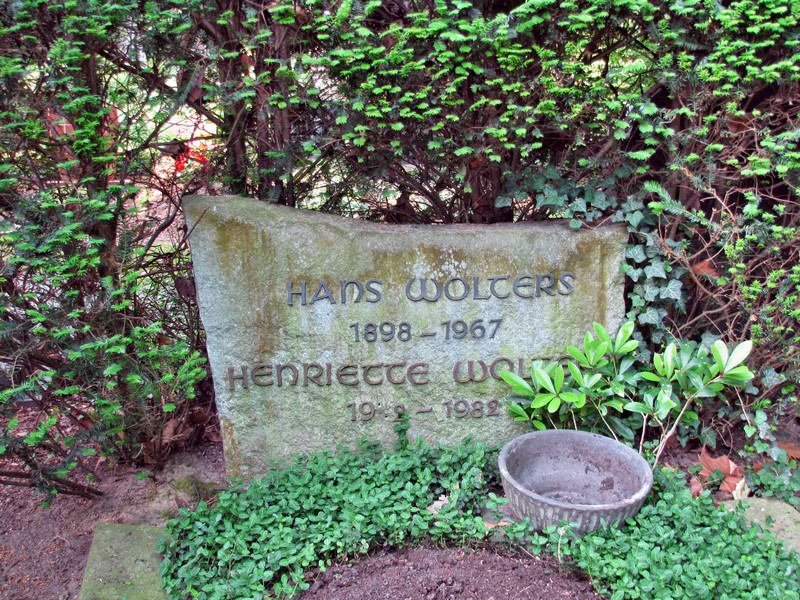 HANS WOLTERS
1898 – 1967
HENRIETTE
– 1982